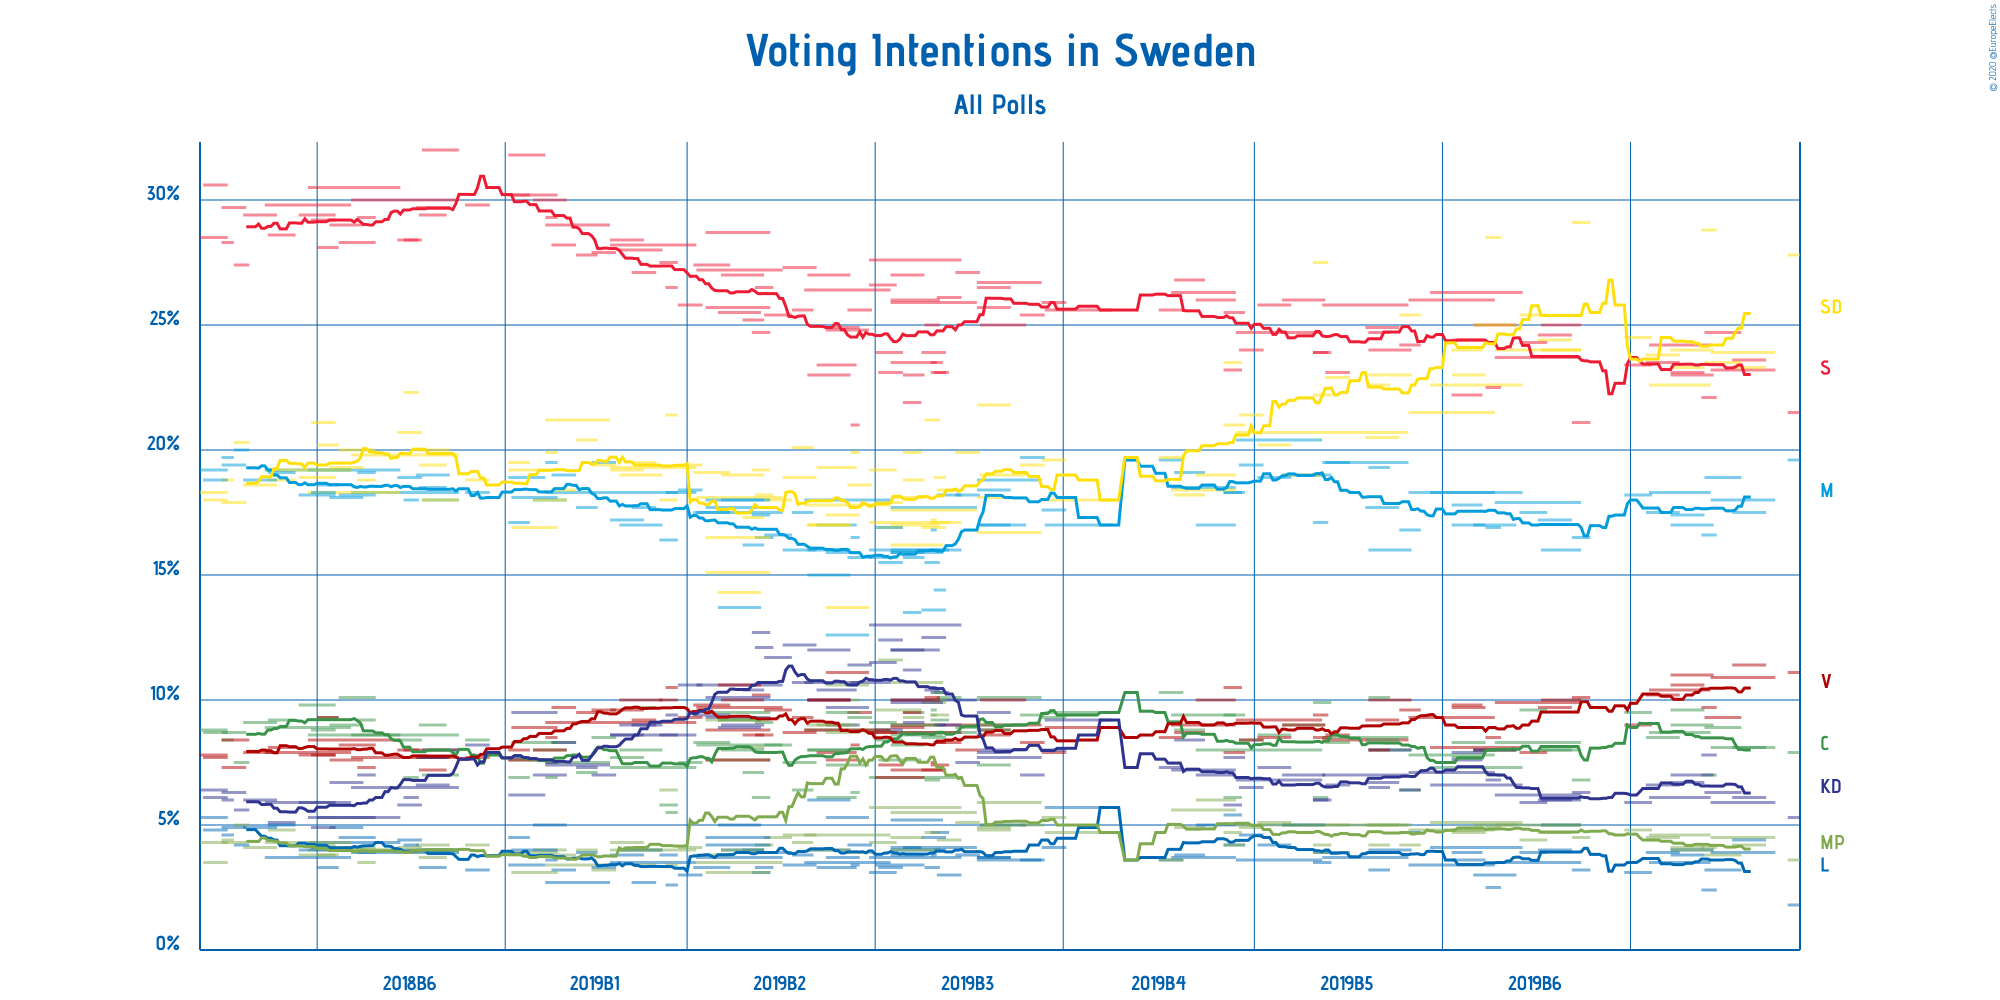 © 2020 @EuropeElects
Voting Intentions in Sweden
All Polls
30%
25%
20%
15%
10%
5%
0%
SD
S
M
V
C
KD
MP
L
2018B6 2019B1 2019B2 2019B3 2019B4 2019B5 2019B6